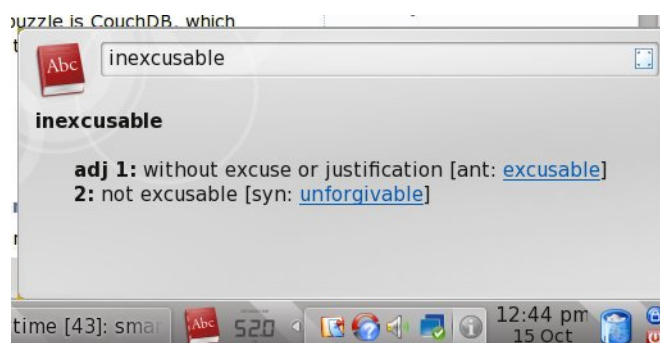 puzzle is CouchDB, which
Abc
inexcusable
inexcusable
adj 1: without excuse or justification [ant: excusable]
2: not excusable [syn: unforgivable]
time [43]: smar
Abc
520
12:44 pm
15 Oct